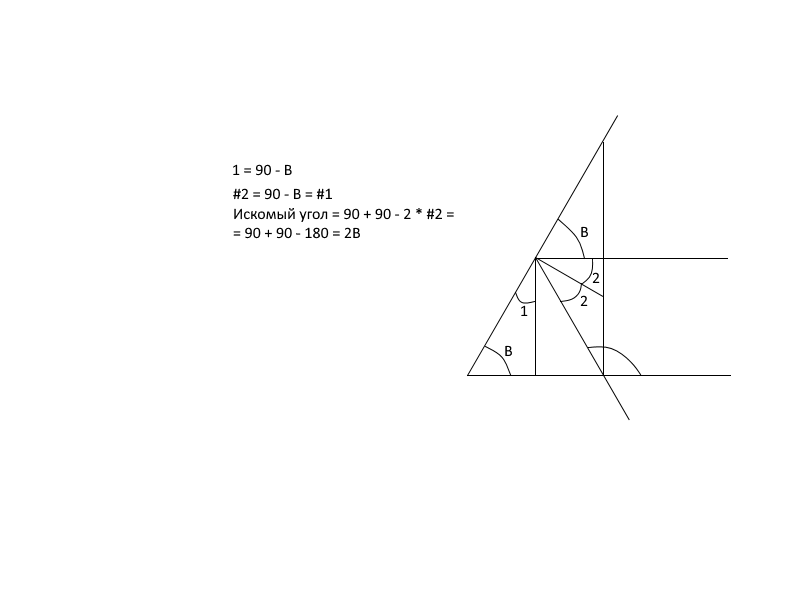 1 = 90 - B
#2 = 90 - B = #1
Искомый угол = 90 + 90 - 2 * #2 =
= 90 + 90 - 180 = 2B
B
2
2
1
B